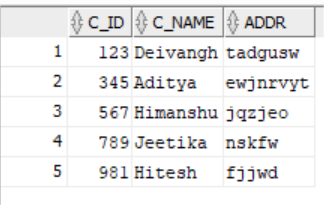 C_ID C_NAME ADDR
1 123 Deivangh tadgusw
2 345 Aditya ewjnrvyt
3 567 Himanshu jqzjeo
4 789 Jeetika nskfw
5 981 Hitesh fjjwd